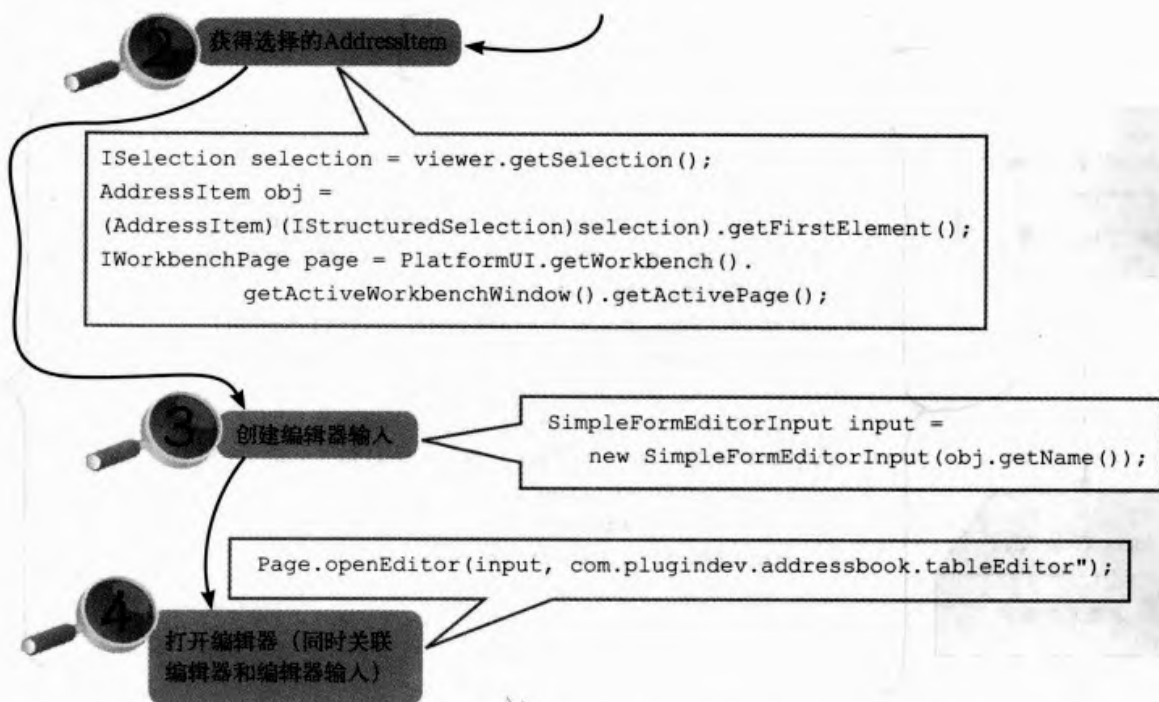 2 获得选择的AddressItem
ISelection selection = viewer.getSelection();
AddressItem obj =
(AddressItem)(IStructuredSelection)selection).getFirstElement();
IWorkbenchPage page = PlatformUI.getWorkbench().
getActiveWorkbenchWindow().getActivePage();
3 创建编辑器输入
SimpleFormEditorInput input =
new SimpleFormEditorInput(obj.getName());
Page.openEditor(input, com.plugindev.addressbook.tableEditor");
4 打开编辑器（同时关联
编辑器和编辑器输入）